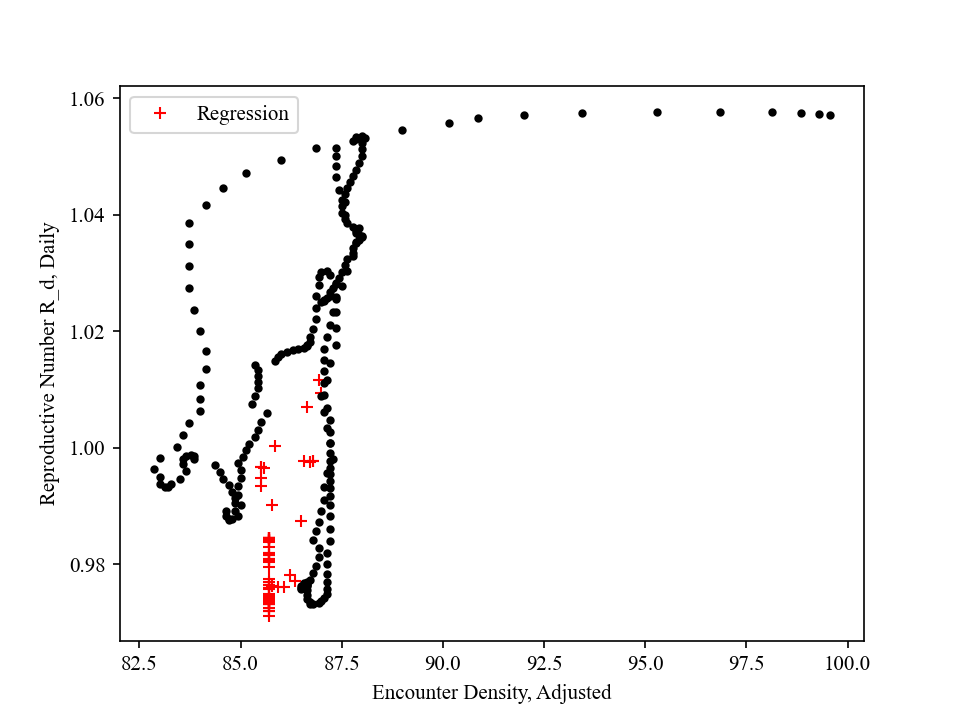 Regression
1.06
1.04
1.02
1.00
0.98
Reproductive Number R_d, Daily
82.5 85.0 87.5 90.0 92.5 95.0 97.5 100.0
Encounter Density, Adjusted